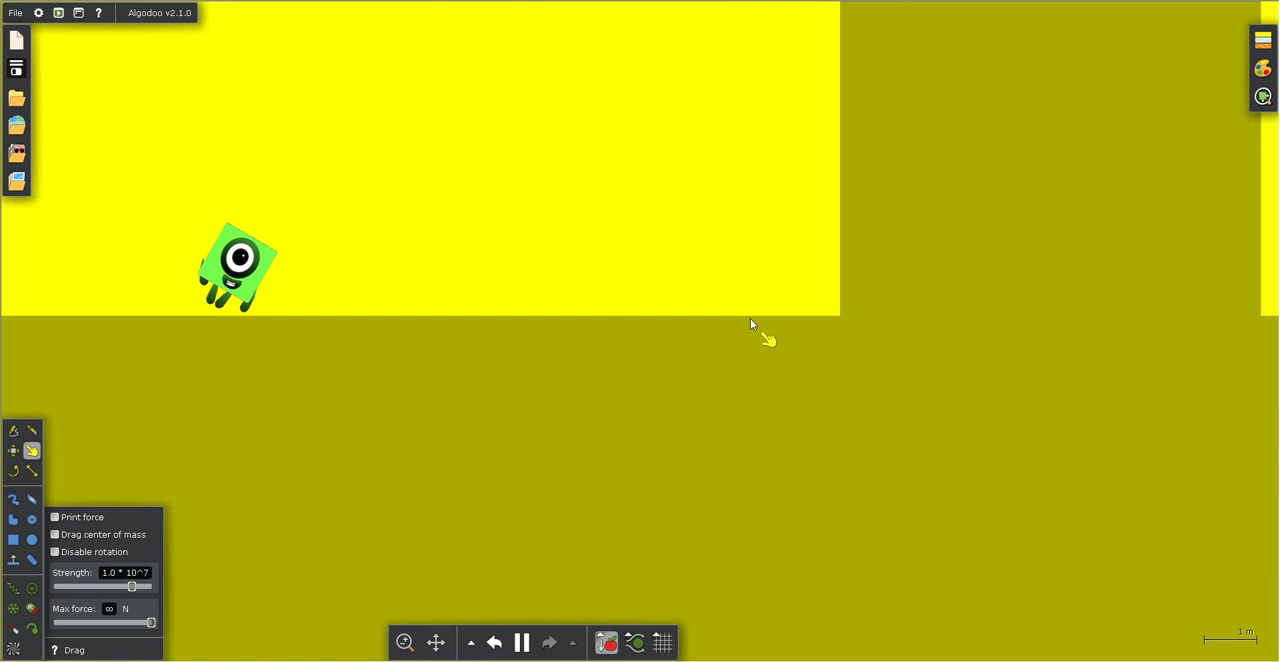 File ? Algodoo v2.1.0
Print force
Drag center of mass
Disable rotation
Strength: 1.0 * 10^7
Max force: ∞ N
? Drag
1 m